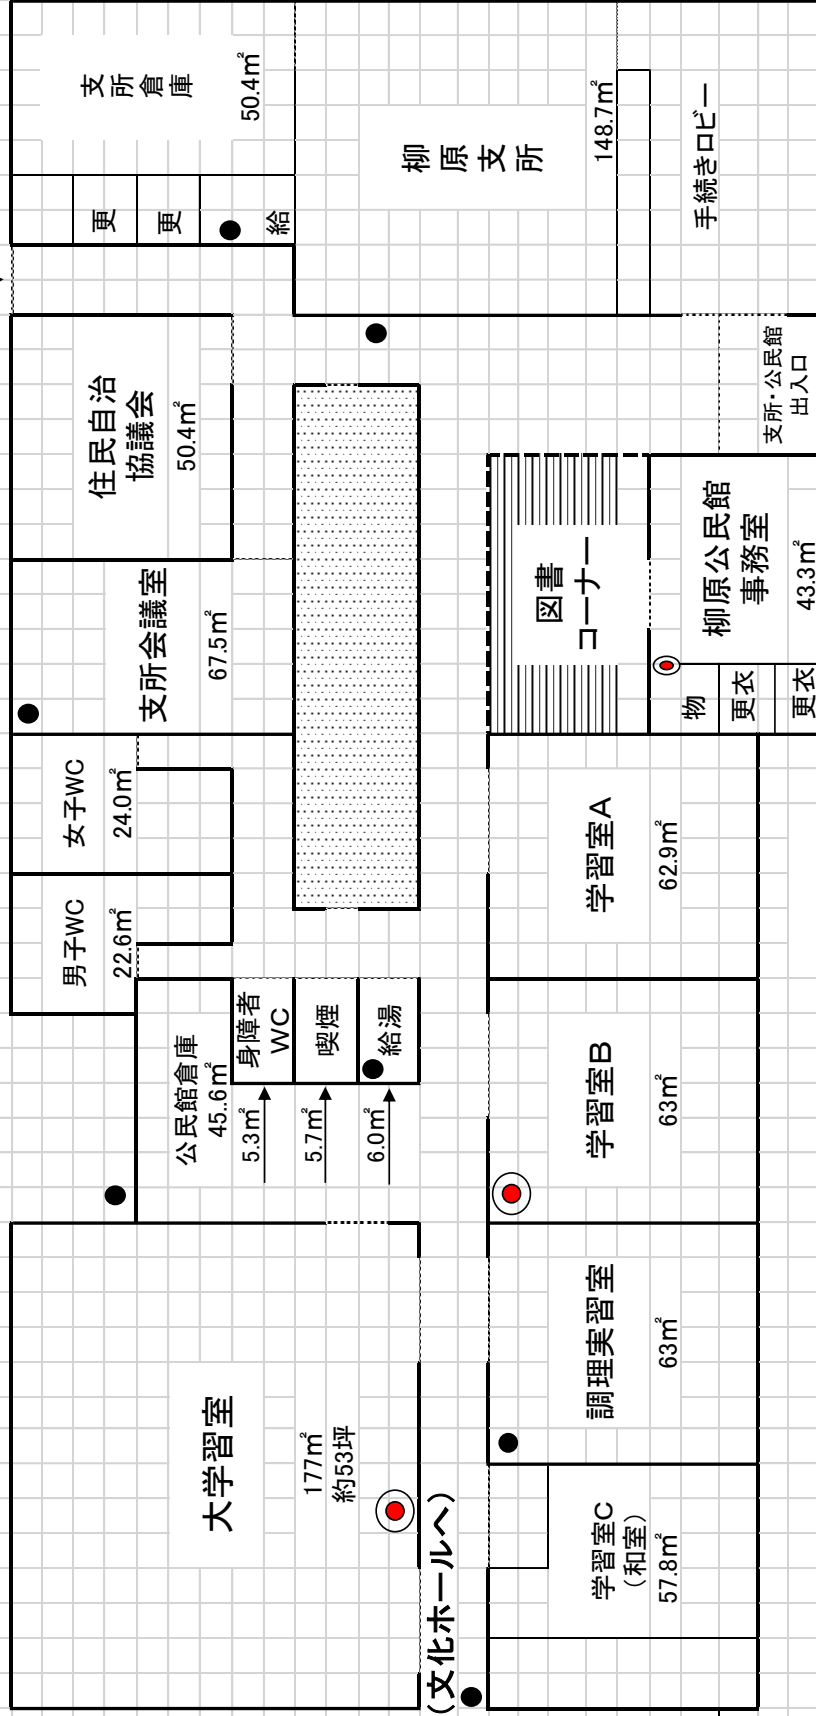 支所倉庫
50.4㎡
更
更
給
柳原支所
148.7㎡
手続きロビー
住民自治
協議会
50.4㎡
支所・公民館
出入口
支所会議室
67.5㎡
図書
コーナー
柳原公民館
事務室
43.3㎡
物
更衣
更衣
女子WC
24.0㎡
男子WC
22.6㎡
学習室A
62.9㎡
公民館倉庫
45..6㎡
身障者
WC
喫煙
給湯
5.3㎡
5.7㎡
6.0㎡
学習室B
63㎡
大学習室
177㎡
約53坪
調理実習室
63㎡
(文化ホールへ)
学習室C
(和室)
57.8㎡